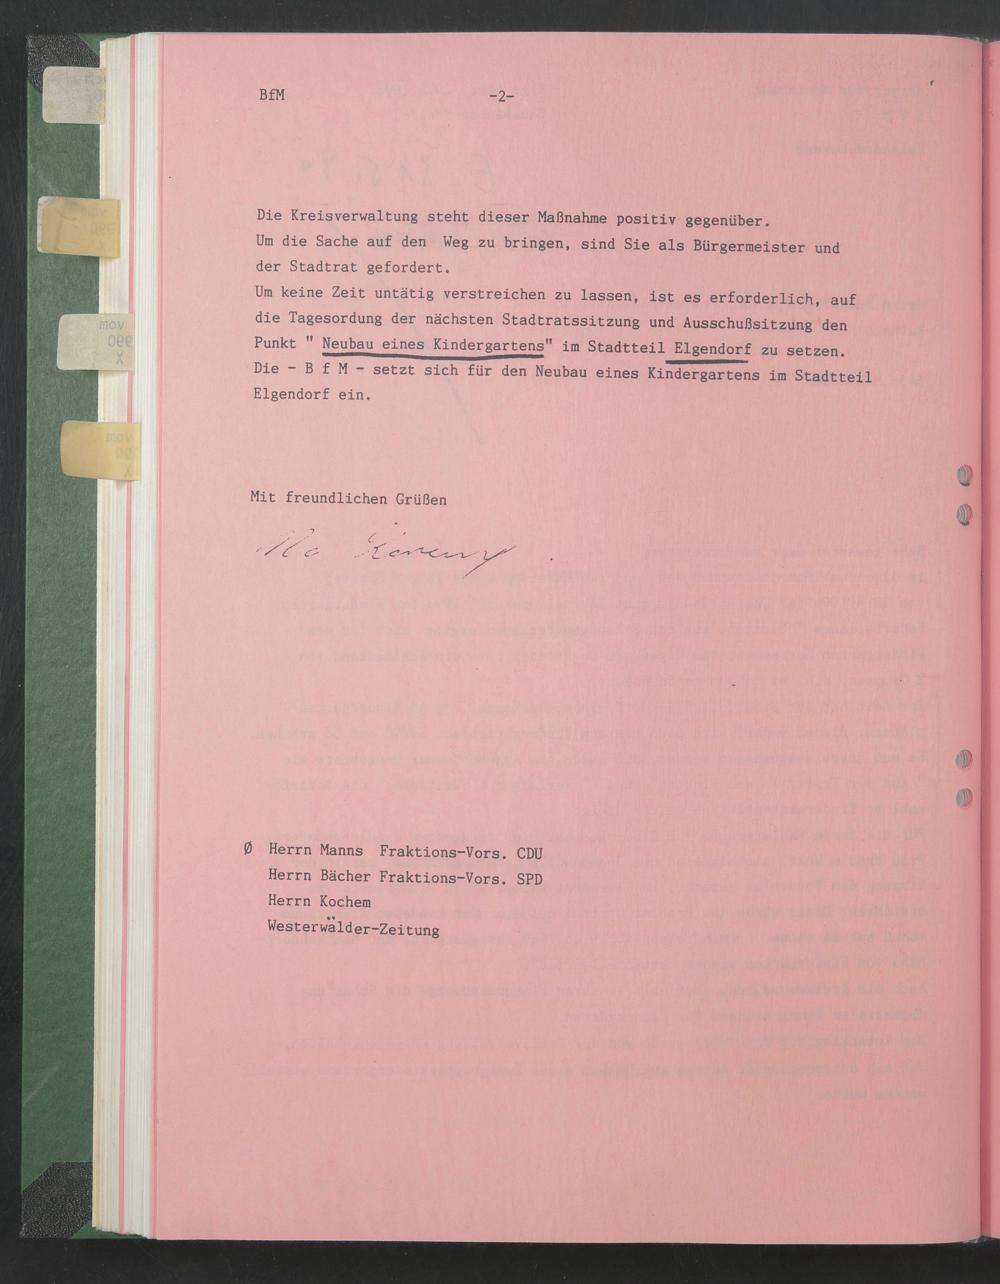 BfM -2-
Die Kreisverwaltung steht dieser Maßnahme positiv gegenüber.
Um die Sache auf den Weg zu bringen, sind Sie als Bürgermeister und
der Stadtrat gefordert.
Um keine Zeit untätig verstreichen zu lassen, ist es erforderlich, auf
die Tagesordung der nächsten Stadtratssitzung und Ausschußsitzung den
Punkt " Neubau eines Kindergartens" im Stadtteil Elgendorf zu setzen.
Die - B f M - setzt sich für den Neubau eines Kindergartens im Stadtteil
Elgendorf ein.
Mit freundlichen Grüßen
Ø Herrn Manns Fraktions-Vors. CDU
Herrn Bächer Fraktions-Vors. SPD
Herrn Kochem
Westerwälder-Zeitung